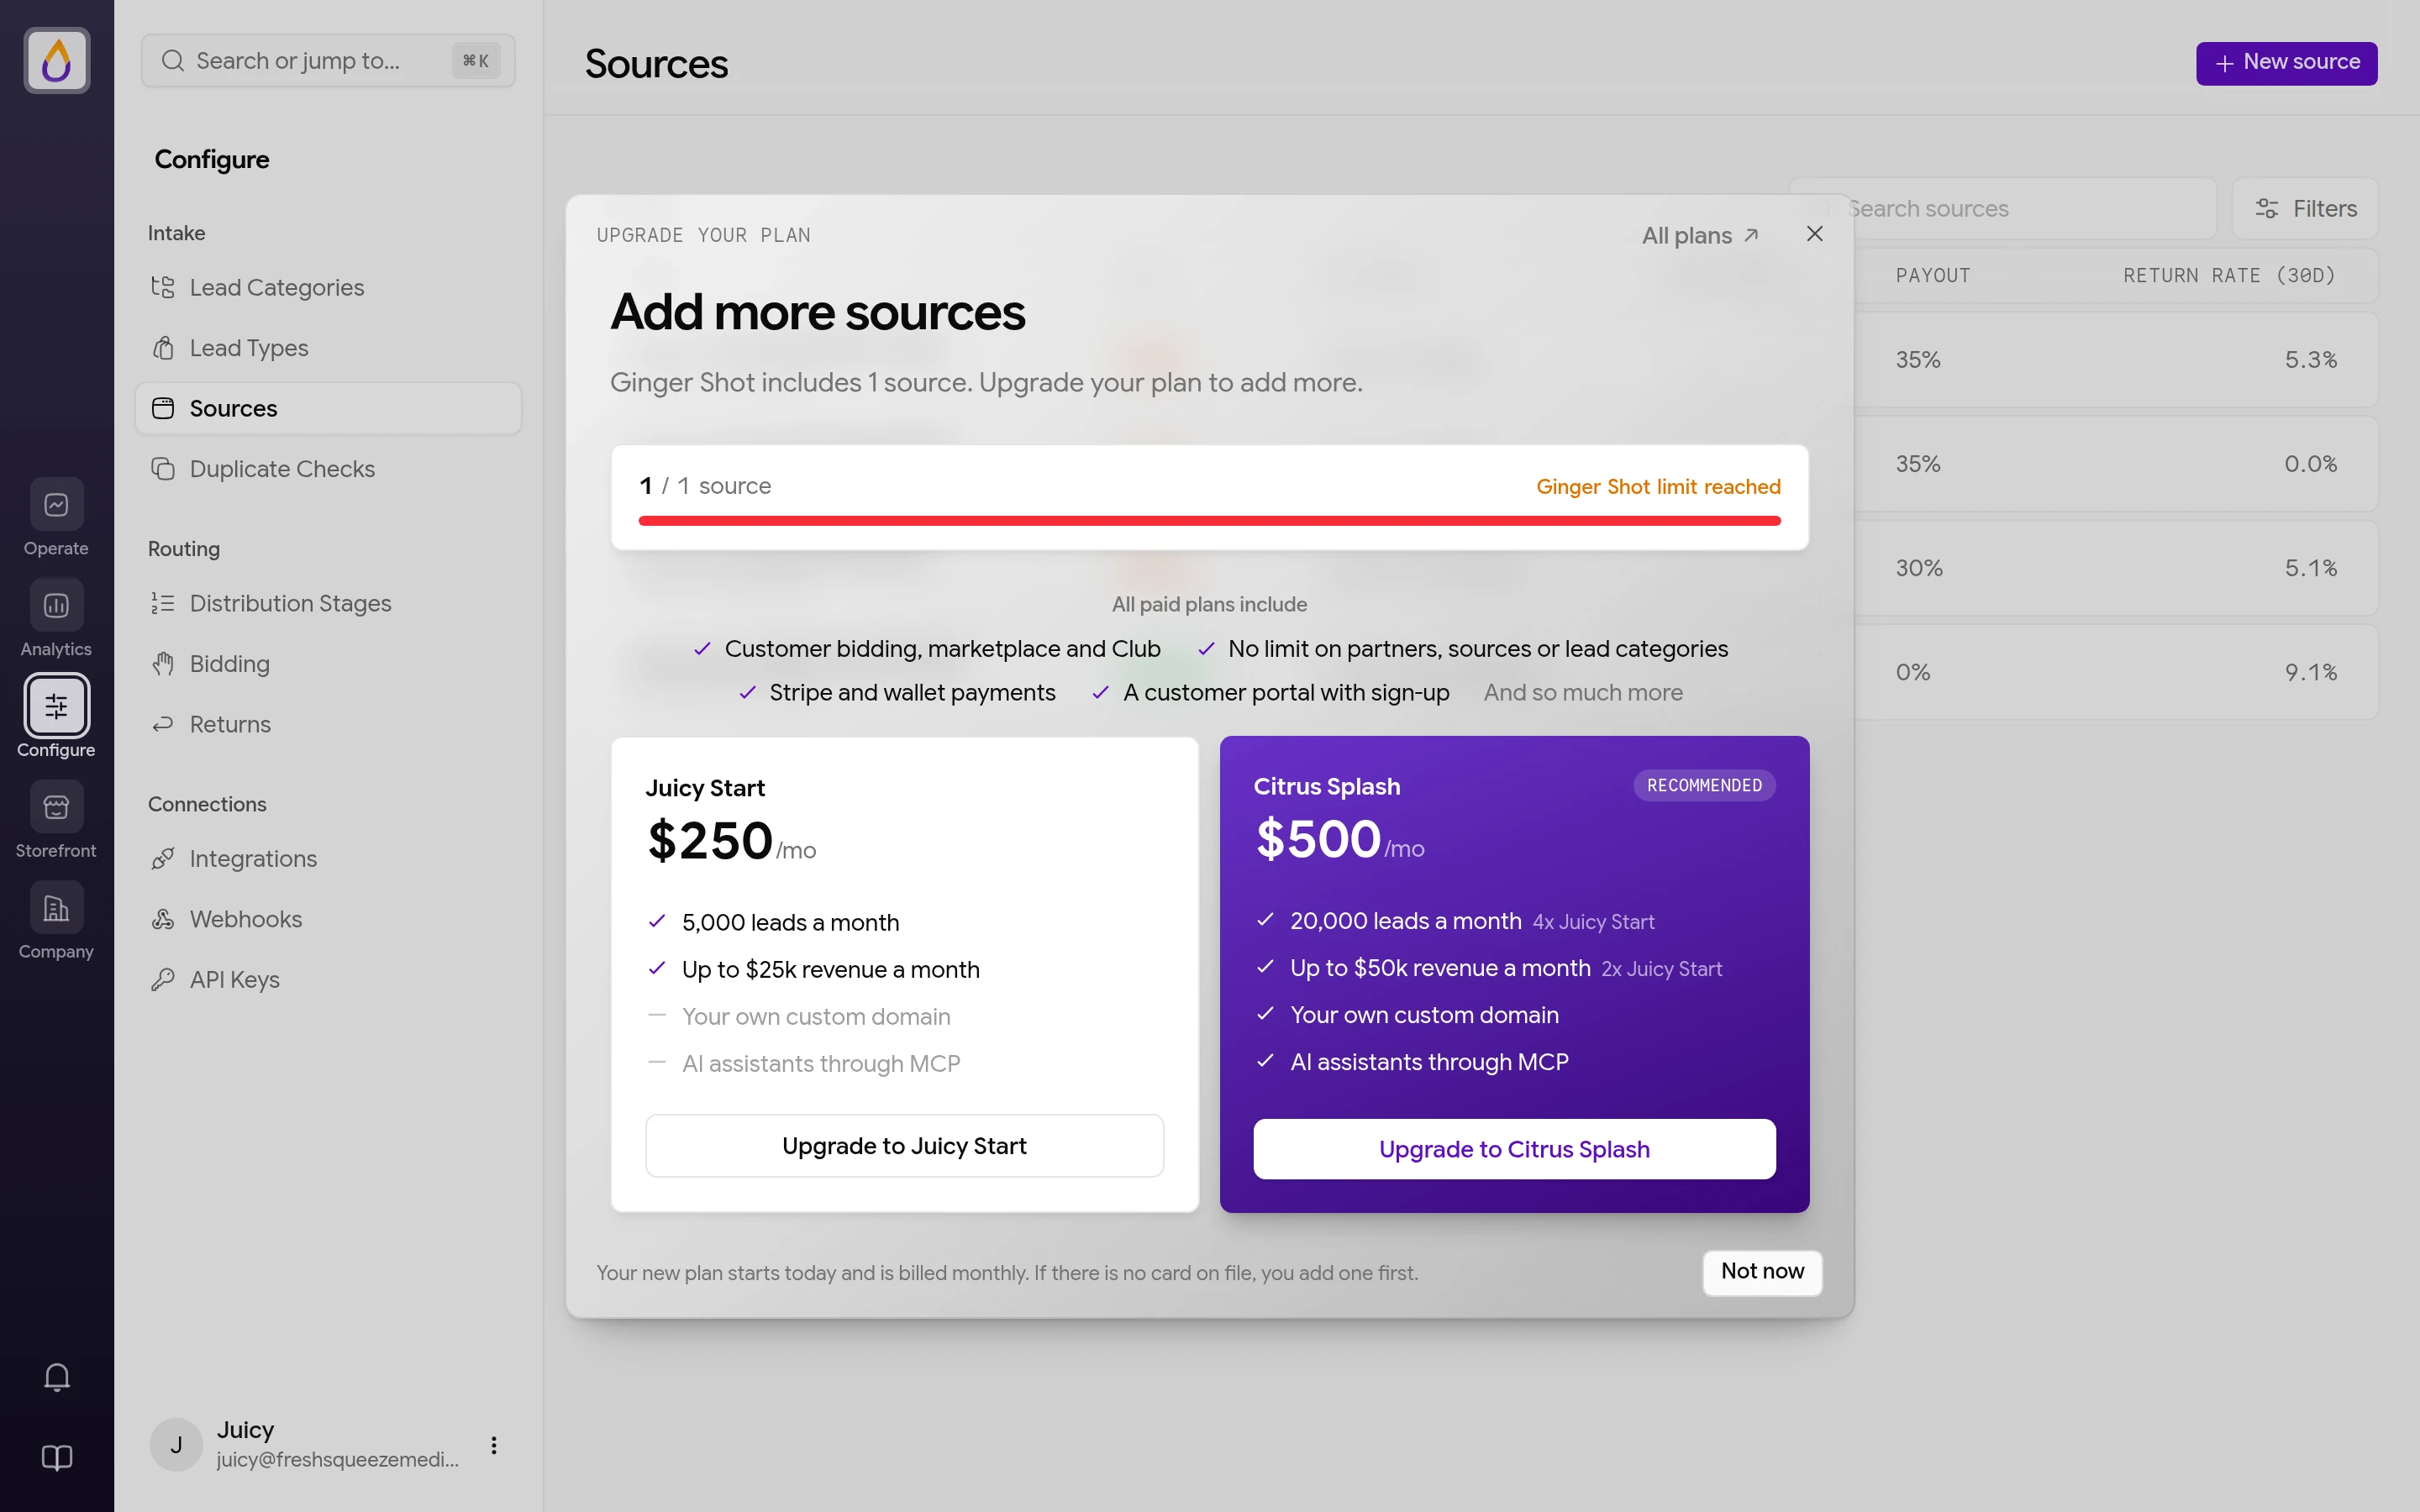 Search or jump to...
⌘K
Configure
Intake
Lead Categories
Lead Types
Sources
Duplicate Checks
Routing
Distribution Stages
Bidding
Returns
Connections
Integrations
Webhooks
API Keys
Operate
Analytics
Configure
Storefront
Company
J
Juicy
juicy@freshsqueezemedi...
Sources
New source
Search sources
Filters
PAYOUT RETURN RATE (30D)
35% 5.3%
35% 0.0%
30% 5.1%
0% 9.1%
UPGRADE YOUR PLAN
All plans
Add more sources
Ginger Shot includes 1 source. Upgrade your plan to add more.
1 / 1 source
Ginger Shot limit reached
All paid plans include
Customer bidding, marketplace and Club No limit on partners, sources or lead categories
Stripe and wallet payments A customer portal with sign-up And so much more
Juicy Start
$250/mo
5,000 leads a month
Up to $25k revenue a month
Your own custom domain
AI assistants through MCP
Upgrade to Juicy Start
Citrus Splash
RECOMMENDED
$500/mo
20,000 leads a month 4x Juicy Start
Up to $50k revenue a month 2x Juicy Start
Your own custom domain
AI assistants through MCP
Upgrade to Citrus Splash
Your new plan starts today and is billed monthly. If there is no card on file, you add one first.
Not now